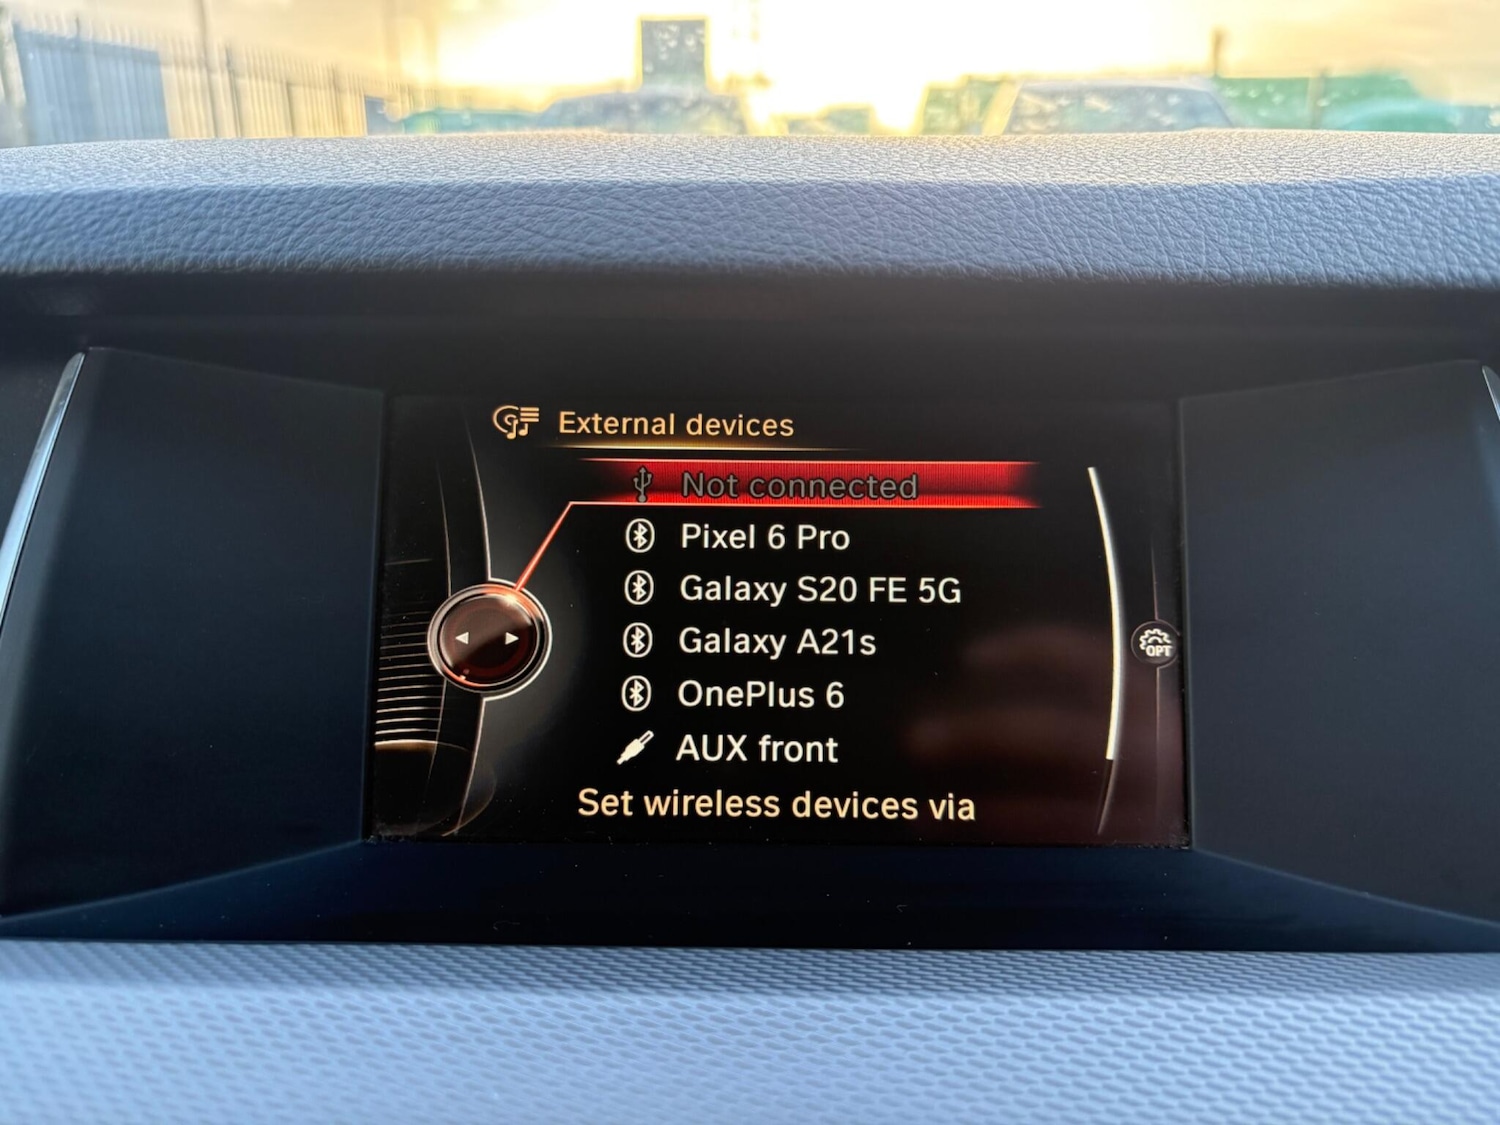 External devices
Not connected
Pixel 6 Pro
Galaxy S20 FE 5G
Galaxy A21s
OnePlus 6
AUX front
Set wireless devices via
OPT